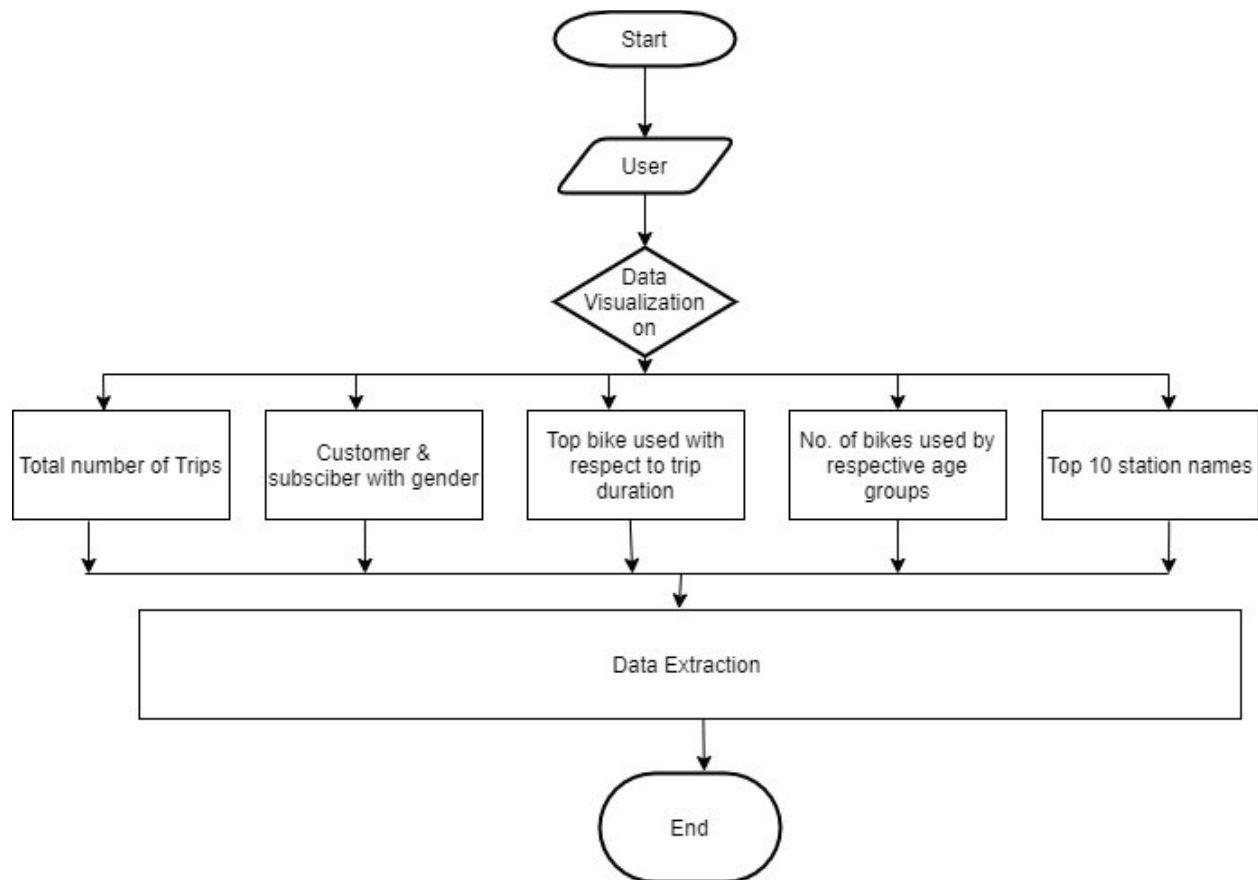 Start
User
Data
Visualization
on
Total number of Trips
Customer &
subsciber with gender
Top bike used with
respect to trip
duration
No. of bikes used by
respective age
groups
Top 10 station names
Data Extraction
End